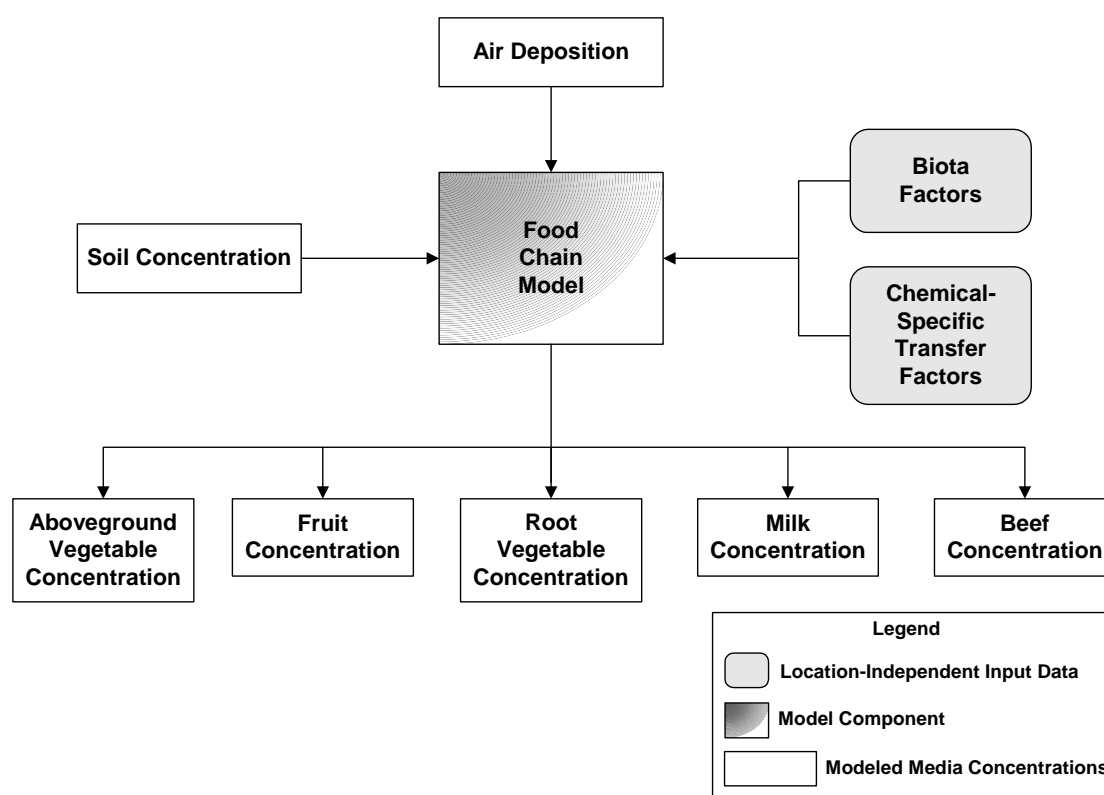 Air Deposition
Biota
Factors
Food
Chain
Model
Soil Concentration
Chemical-
Specific
Transfer
Factors
Aboveground
Vegetable
Concentration
Fruit
Concentration
Root
Vegetable
Concentration
Milk
Concentration
Beef
Concentration
Legend
Location-Independent Input Data
Model Component
Modeled Media Concentrations